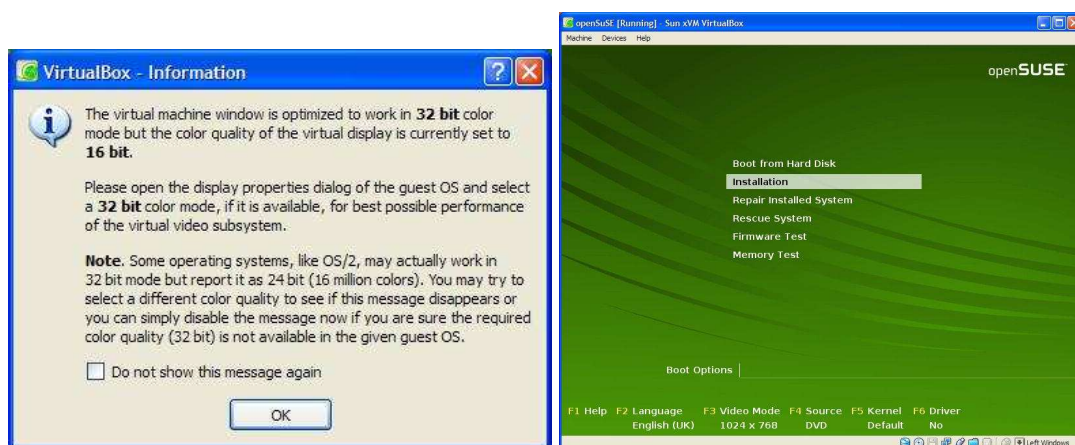 VirtualBox - Information
The virtual machine window is optimized to work in 32 bit color
mode but the color quality of the virtual display is currently set to
16 bit.
Please open the display properties dialog of the guest OS and select
a 32 bit color mode, if it is available, for best possible performance
of the virtual video subsystem.
Note. Some operating systems, like OS/2, may actually work in
32 bit mode but report it as 24 bit (16 million colors). You may try to
select a different color quality to see if this message disappears or
you can simply disable the message now if you are sure the required
color quality (32 bit) is not available in the given guest OS.
Do not show this message again
OK
openSuSE [Running] - Sun xVM VirtualBox
Machine Devices Help
openSUSE
Boot from Hard Disk
Installation
Repair Installed System
Rescue System
Firmware Test
Memory Test
Boot Options
F1 Help F2 Language F3 Video Mode F4 Source F5 Kernel F6 Driver
English (UK) 1024 x 768 DVD Default No
Left Windows